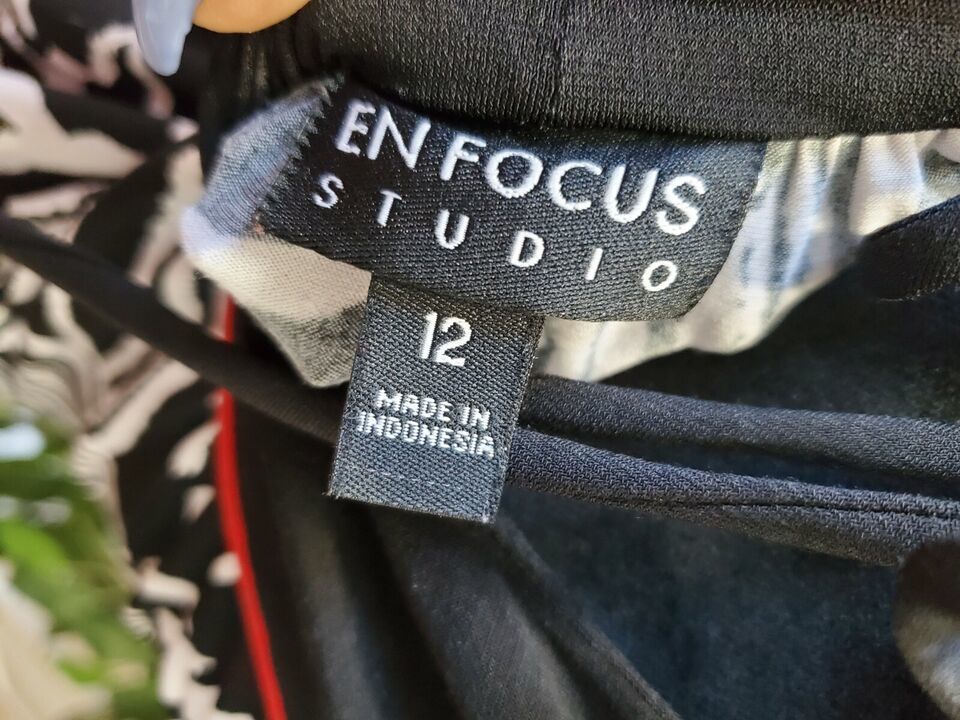 EN FOCUS
STUDIO
12
MADE IN
INDONESIA